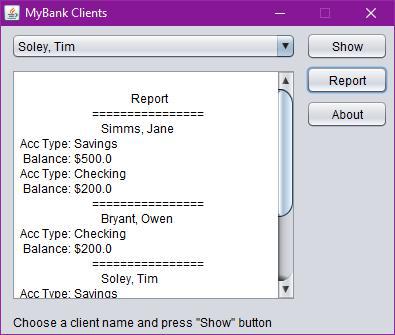 MyBank Clients
Soley, Tim
Show
Report
About
Report
================
Simms, Jane
Acc Type: Savings
Balance: $500.0
Acc Type: Checking
Balance: $200.0
================
Bryant, Owen
Acc Type: Checking
Balance: $200.0
================
Soley, Tim
Acc Type: Savings
Choose a client name and press "Show" button